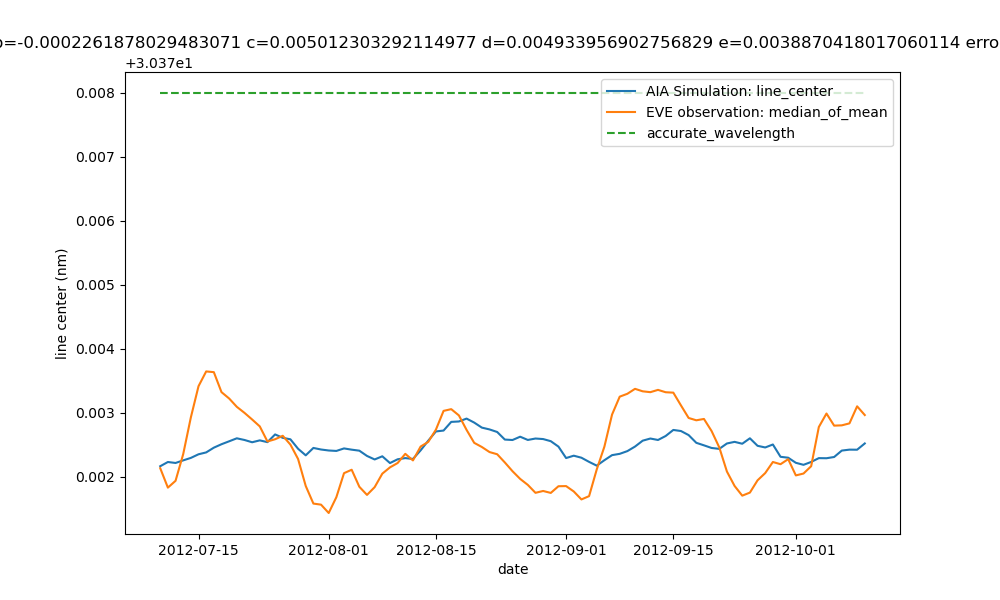 b=-0.0002261878029483071 c=0.005012303292114977 d=0.004933956902756829 e=0.0038870418017060114 erro
+3.037e1
0.008
0.007
0.006
0.005
0.004
0.003
0.002
line center (nm)
AIA Simulation: line_center
EVE observation: median_of_mean
accurate_wavelength
2012-07-15
2012-08-01
2012-08-15
2012-09-01
2012-09-15
2012-10-01
date